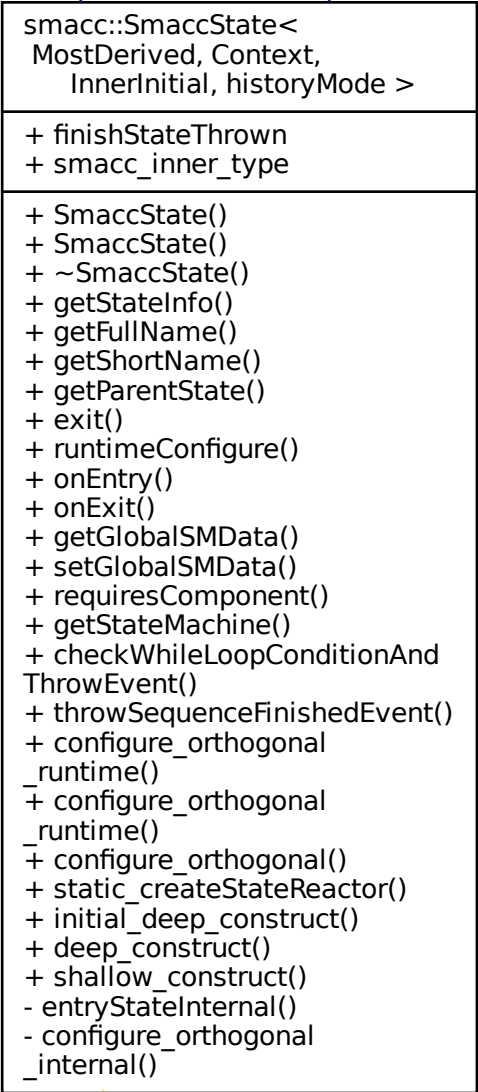 smacc::SmaccState<
MostDerived, Context,
InnerInitial, historyMode >
+ finishStateThrown
+ smacc_inner_type
+ SmaccState()
+ SmaccState()
+ ~SmaccState()
+ getStateInfo()
+ getFullName()
+ getShortName()
+ getParentState()
+ exit()
+ runtimeConfigure()
+ onEntry()
+ onExit()
+ getGlobalSMData()
+ setGlobalSMData()
+ requiresComponent()
+ getStateMachine()
+ checkWhileLoopConditionAnd
ThrowEvent()
+ throwSequenceFinishedEvent()
+ configure_orthogonal
_runtime()
+ configure_orthogonal
_runtime()
+ configure_orthogonal()
+ static_createStateReactor()
+ initial_deep_construct()
+ deep_construct()
+ shallow_construct()
- entryStateInternal()
- configure_orthogonal
_internal()